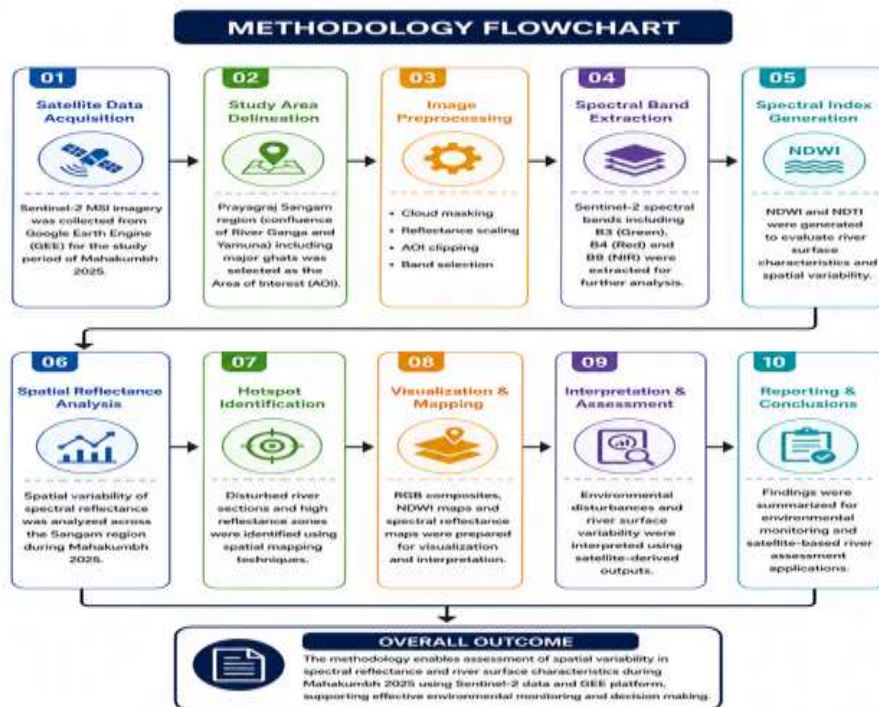 METHODOLOGY FLOWCHART
01
Satellite Data
Acquisition
Sentinel-2 MSI imagery
was collected from
Google Earth Engine
(GEE) for the study
period of Mahakumbh
2025.
02
Study Area
Delineation
Prayagraj Sangam
region (confluence
of River Ganga and
Yamuna) including
major ghats was
selected as the
Area of Interest (AOI).
03
Image
Preprocessing
• Cloud masking
• Reflectance scaling
• AOI clipping
• Band selection
04
Spectral Band
Extraction
Sentinel-2 spectral
bands including
B3 (Green),
B4 (Red) and
B8 (NIR) were
extracted for
further analysis.
05
Spectral Index
Generation
NDWI
NDWI and NDTI
were generated
to evaluate river
surface
characteristics and
spatial variability.
06
Spatial Reflectance
Analysis
Spatial variability of
spectral reflectance
was analyzed across
the Sangam region
during Mahakumbh
2025.
07
Hotspot
Identification
Disturbed river
sections and high
reflectance zones
were identified using
spatial mapping
techniques.
08
Visualization &
Mapping
RGB composites,
NDWI maps and
spectral reflectance
maps were prepared
for visualization
and interpretation.
09
Interpretation &
Assessment
Environmental
disturbances and
river surface
variability were
interpreted using
satellite-derived
outputs.
10
Reporting &
Conclusions
Findings were
summarized for
environmental
monitoring and
satellite-based river
assessment
applications.
OVERALL OUTCOME
The methodology enables assessment of spatial variability in
spectral reflectance and river surface characteristics during
Mahakumbh 2025 using Sentinel-2 data and GEE platform,
supporting effective environmental monitoring and decision making.